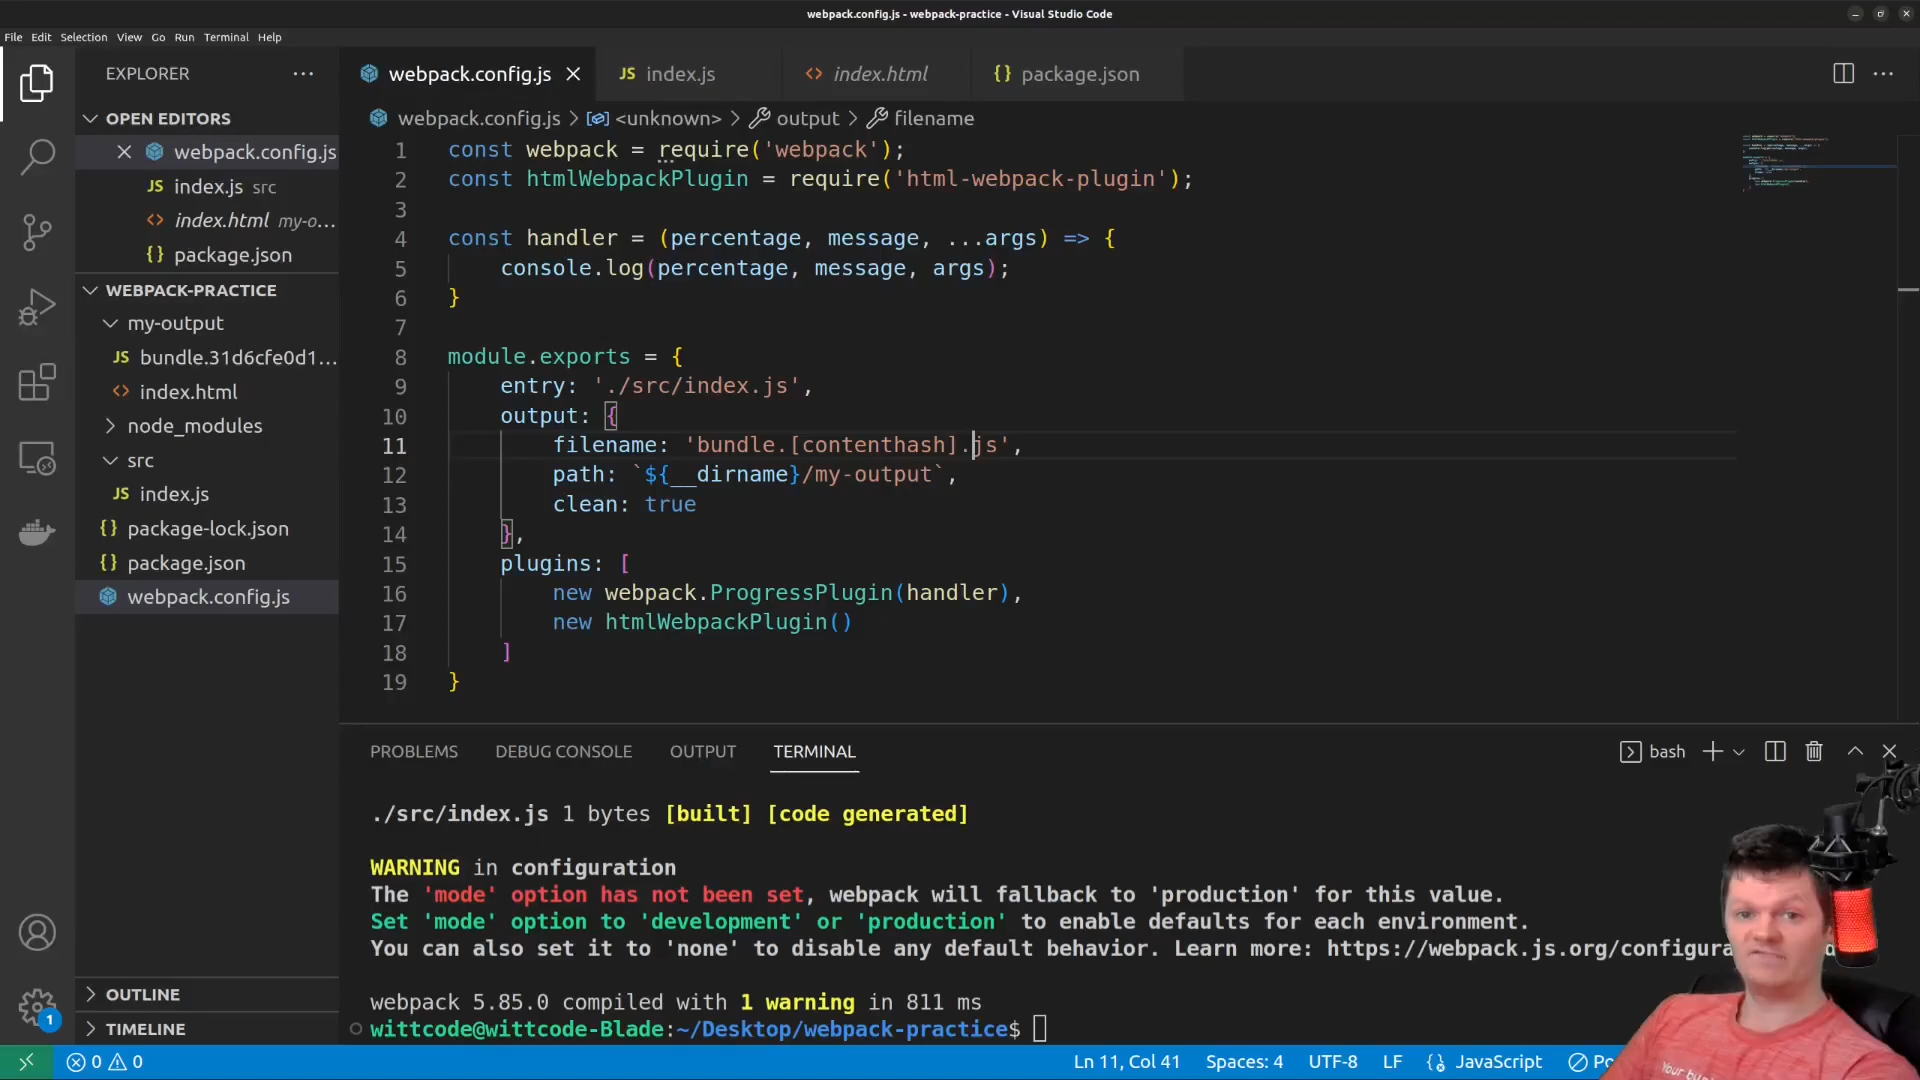 webpack.config.js - webpack-practice - Visual Studio Code
File Edit Selection View Go Run Terminal Help
EXPLORER
webpack.config.js
index.js
index.html
package.json
OPEN EDITORS
webpack.config.js
index.js src
index.html my-o...
package.json
WEBPACK-PRACTICE
my-output
bundle.31d6cfe0d1...
index.html
node_modules
src
index.js
package-lock.json
package.json
webpack.config.js
OUTLINE
TIMELINE
webpack.config.js > <unknown> > output > filename
1 const webpack = require('webpack');
2 const htmlWebpackPlugin = require('html-webpack-plugin');
3
4 const handler = (percentage, message, ...args) => {
5 console.log(percentage, message, args);
6 }
7
8 module.exports = {
9 entry: './src/index.js',
10 output: {
11 filename: 'bundle.[contenthash].js',
12 path: `${__dirname}/my-output`,
13 clean: true
14 },
15 plugins: [
16 new webpack.ProgressPlugin(handler),
17 new htmlWebpackPlugin()
18 ]
19 }
PROBLEMS DEBUG CONSOLE OUTPUT TERMINAL
bash
./src/index.js 1 bytes [built] [code generated]
WARNING in configuration
The 'mode' option has not been set, webpack will fallback to 'production' for this value.
Set 'mode' option to 'development' or 'production' to enable defaults for each environment.
You can also set it to 'none' to disable any default behavior. Learn more: https://webpack.js.org/configura
webpack 5.85.0 compiled with 1 warning in 811 ms
wittcode@wittcode-Blade:~/Desktop/webpack-practice$
1
0 0
Ln 11, Col 41 Spaces: 4 UTF-8 LF JavaScript